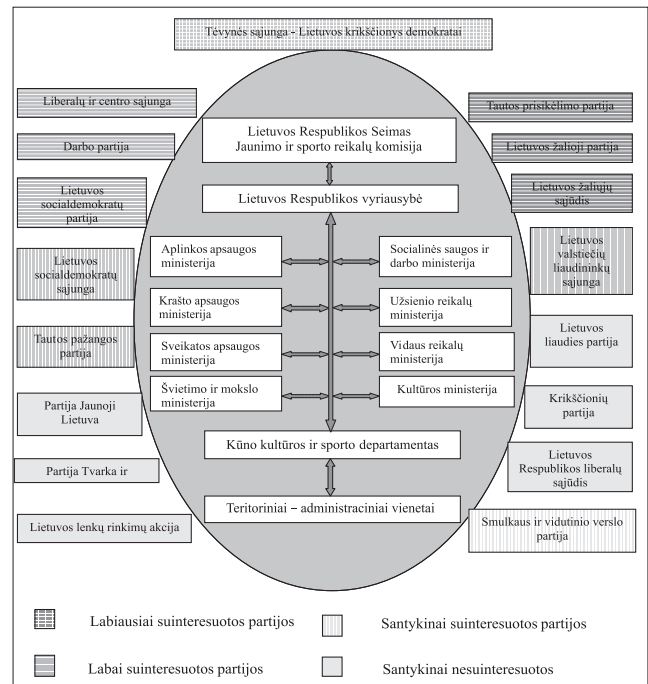 Tėvynės sąjunga - Lietuvos krikščionys demokratai
Liberalų ir centro sąjunga
Darbo partija
Lietuvos
socialdemokratų
partija
Lietuvos
socialdemokratų
sąjunga
Tautos pažangos
partija
Partija Jaunoji
Lietuva
Partija Tvarka ir
Lietuvos lenkų rinkimų akcija
Lietuvos Respublikos Seimas
Jaunimo ir sporto reikalų komisija
Lietuvos Respublikos vyriausybė
Aplinkos apsaugos
ministerija
Socialinės saugos ir
darbo ministerija
Krašto apsaugos
ministerija
Užsienio reikalų
ministerija
Sveikatos apsaugos
ministerija
Vidaus reikalų
ministerija
Švietimo ir mokslo
ministerija
Kultūros ministerija
Kūno kultūros ir sporto departamentas
Teritoriniai – administraciniai vienetai
Tautos prisikėlimo partija
Lietuvos žalioji partija
Lietuvos žaliųjų
sąjūdis
Lietuvos
valstiečių
liaudininkų
sąjunga
Lietuvos
liaudies partija
Krikščionių
partija
Lietuvos
Respublikos liberalų
sąjūdis
Smulkaus ir vidutinio verslo
partija
Labiausiai suinteresuotos partijos
Santykinai suinteresuotos partijos
Labai suinteresuotos partijos
Santykinai nesuinteresuotos